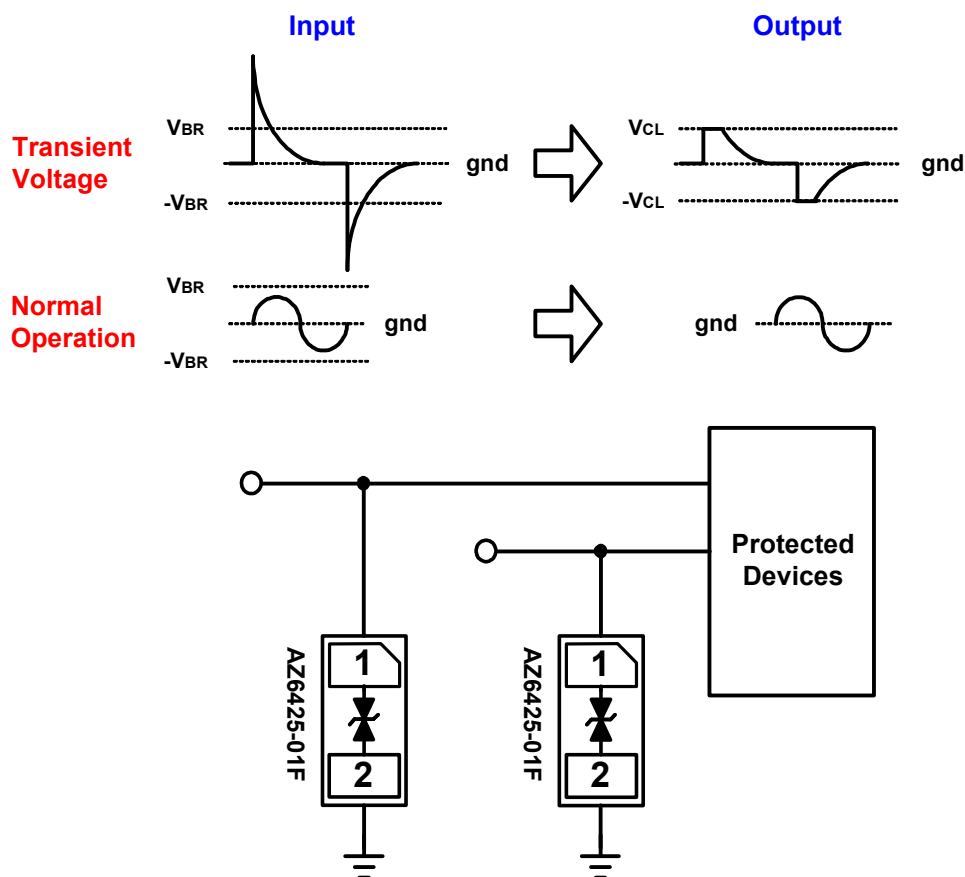 Input
Output
Transient
Voltage
VBR
-VBR
gnd
VCL
-VCL
gnd
Normal
Operation
VBR
-VBR
gnd
gnd
Protected
Devices
AZ6425-01F
1
2
AZ6425-01F
1
2